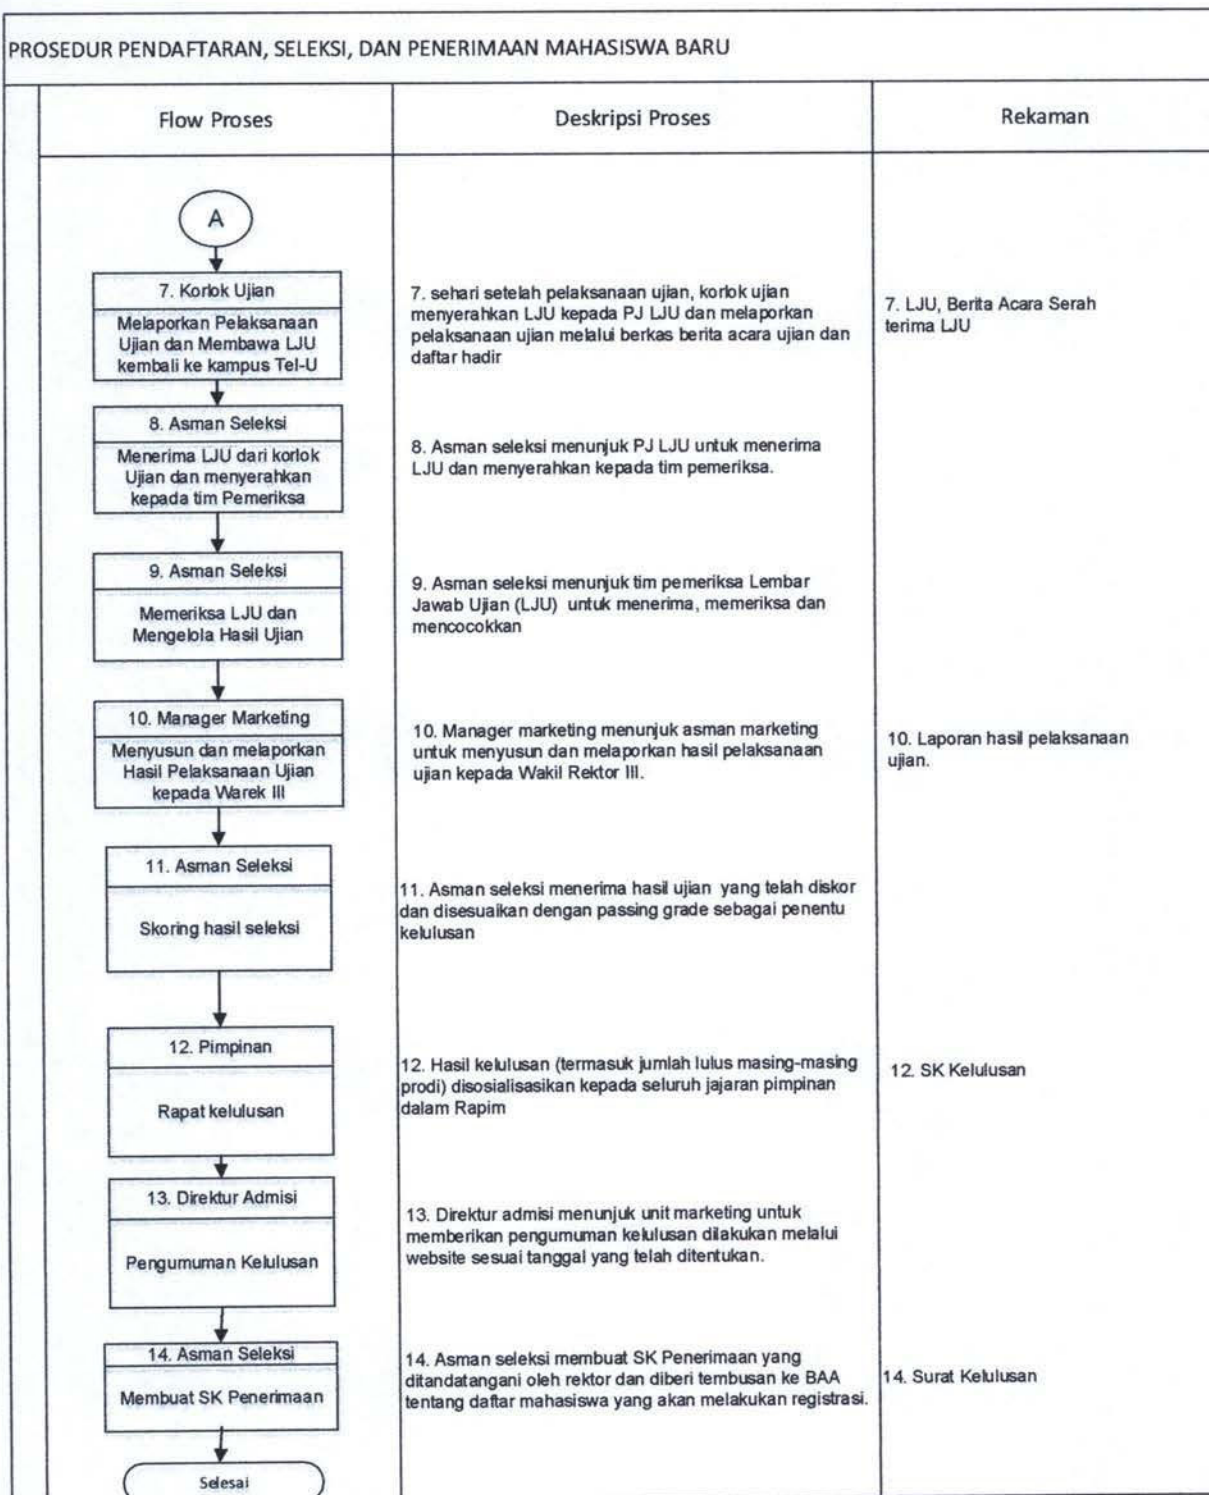 PROSEDUR PENDAFTARAN, SELEKSI, DAN PENERIMAAN MAHASISWA BARU
Flow Proses
Deskripsi Proses
Rekaman
A
7. Korlok Ujian
Melaporkan Pelaksanaan
Ujian dan Membawa LJU
kembali ke kampus Tel-U
7. sehari setelah pelaksanaan ujian, korlok ujian
menyerahkan LJU kepada PJ LJU dan melaporkan
pelaksanaan ujian melalui berkas berita acara ujian dan
daftar hadir
7. LJU, Berita Acara Serah
terima LJU
8. Asman Seleksi
Menerima LJU dari korlok
Ujian dan menyerahkan
kepada tim Pemeriksa
8. Asman seleksi menunjuk PJ LJU untuk menerima
LJU dan menyerahkan kepada tim pemeriksa.
9. Asman Seleksi
Memeriksa LJU dan
Mengelola Hasil Ujian
9. Asman seleksi menunjuk tim pemeriksa Lembar
Jawab Ujian (LJU) untuk menerima, memeriksa dan
mencocokkan
10. Manager Marketing
Menyusun dan melaporkan
Hasil Pelaksanaan Ujian
kepada Warek III
10. Manager marketing menunjuk asman marketing
untuk menyusun dan melaporkan hasil pelaksanaan
ujian kepada Wakil Rektor III.
10. Laporan hasil pelaksanaan
ujian.
11. Asman Seleksi
Skoring hasil seleksi
11. Asman seleksi menerima hasil ujian yang telah diskor
dan disesuaikan dengan passing grade sebagai penentu
kelulusan
12. Pimpinan
Rapat kelulusan
12. Hasil kelulusan (termasuk jumlah lulus masing-masing
prodi) disosialisasikan kepada seluruh jajaran pimpinan
dalam Rapim
12. SK Kelulusan
13. Direktur Admisi
Pengumuman Kelulusan
13. Direktur admisi menunjuk unit marketing untuk
memberikan pengumuman kelulusan dilakukan melalui
website sesuai tanggal yang telah ditentukan.
14. Asman Seleksi
Membuat SK Penerimaan
14. Asman seleksi membuat SK Penerimaan yang
ditandatangani oleh rektor dan diberi tembusan ke BAA
tentang daftar mahasiswa yang akan melakukan registrasi.
14. Surat Kelulusan
Selesai